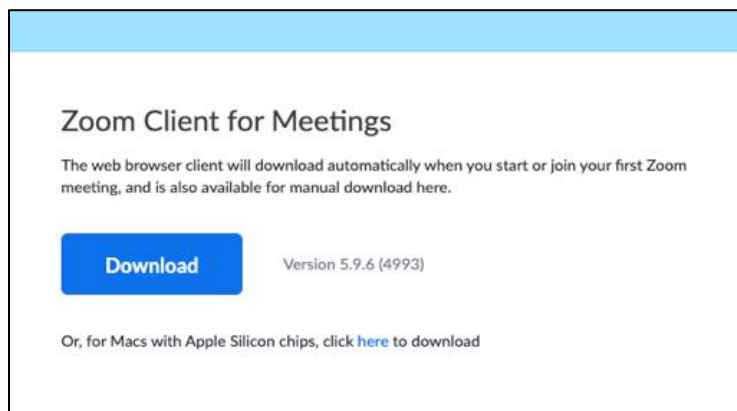 Zoom Client for Meetings
The web browser client will download automatically when you start or join your first Zoom
meeting, and is also available for manual download here.
Download Version 5.9.6 (4993)
Or, for Macs with Apple Silicon chips, click here to download